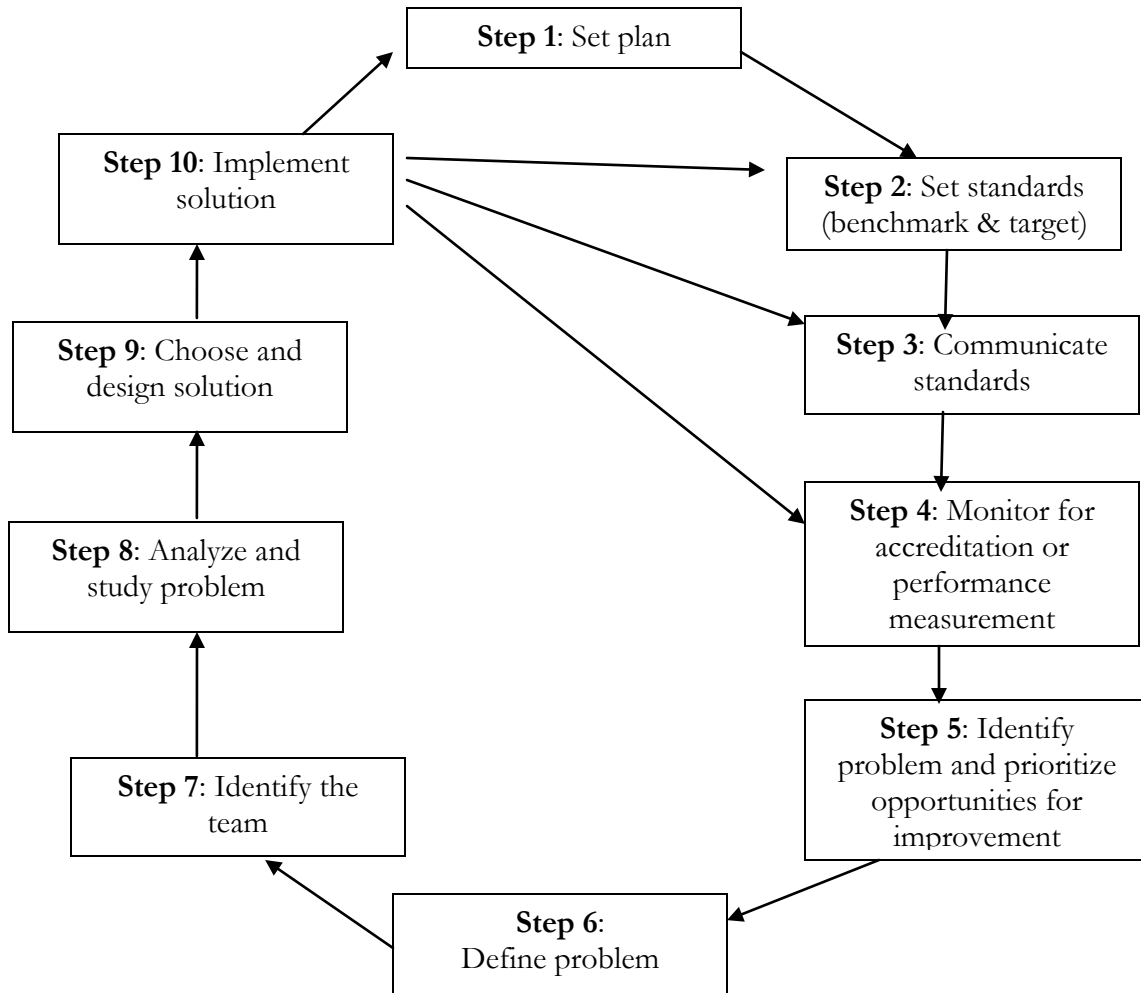 Step 1: Set plan
Step 10: Implement
solution
Step 2: Set standards
(benchmark & target)
Step 9: Choose and
design solution
Step 3: Communicate
standards
Step 8: Analyze and
study problem
Step 4: Monitor for
accreditation or
performance
measurement
Step 7: Identify the
team
Step 5: Identify
problem and prioritize
opportunities for
improvement
Step 6:
Define problem